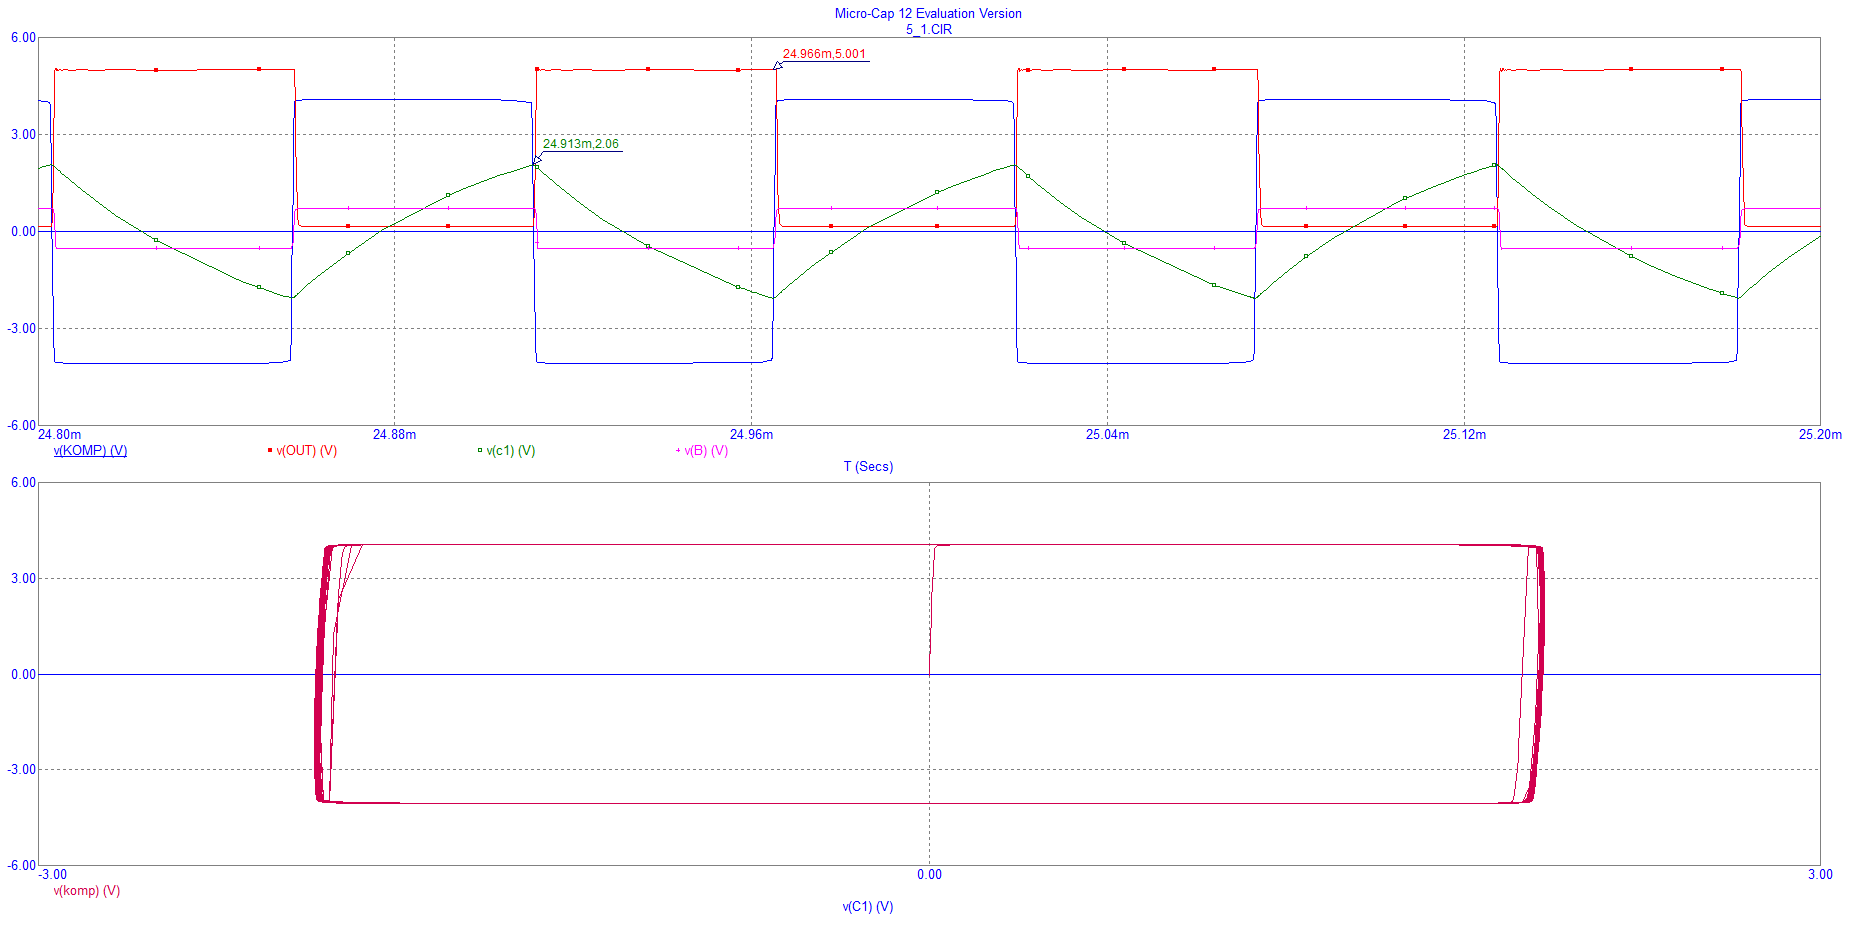 Micro-Cap 12 Evaluation Version
5_1.CIR
6.00
24.966m,5.001
3.00
24.913m,2.06
0.00
-3.00
-6.00
24.80m 24.88m 24.96m 25.04m 25.12m 25.20m
v(KOMP) (V) v(OUT) (V) v(c1) (V) v(B) (V)
T (Secs)
6.00
3.00
0.00
-3.00
-6.00
-3.00 0.00 3.00
v(komp) (V)
v(C1) (V)